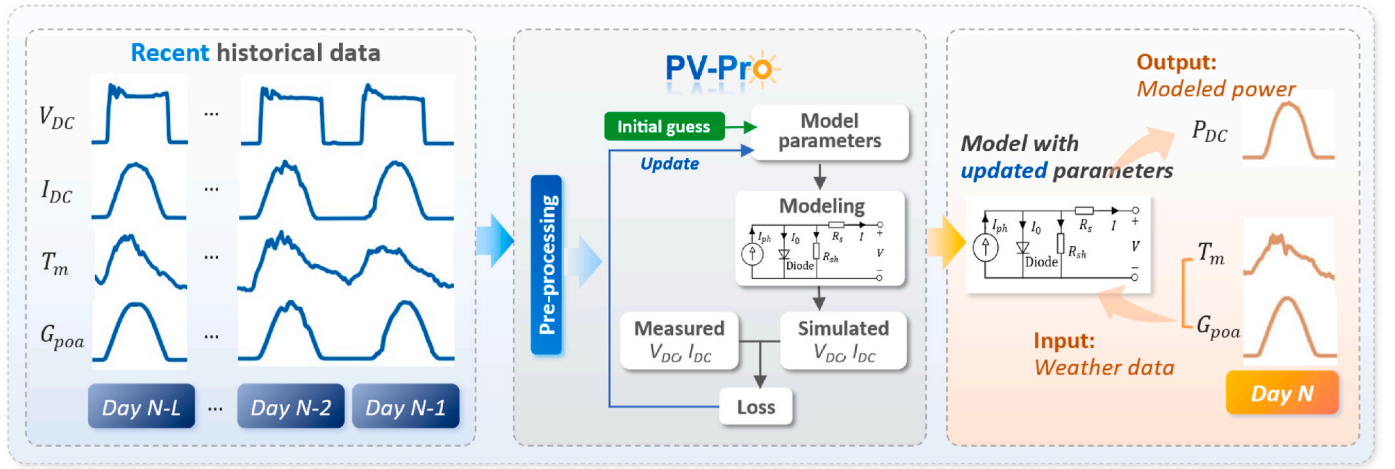 Recent historical data
V_DC
...
I_DC
...
T_m
...
G_poa
...
Day N-L
...
Day N-2
Day N-1
Pre-processing
PV-Pro
Initial guess
Model
parameters
Update
Modeling
I_ph
I_0
Diode
R_sh
R_s
I
+
V
−
Measured
V_DC, I_DC
Simulated
V_DC, I_DC
Loss
Output:
Modeled power
P_DC
Model with
updated parameters
I_ph
I_0
Diode
R_sh
R_s
I
+
V
−
T_m
G_poa
Input:
Weather data
Day N